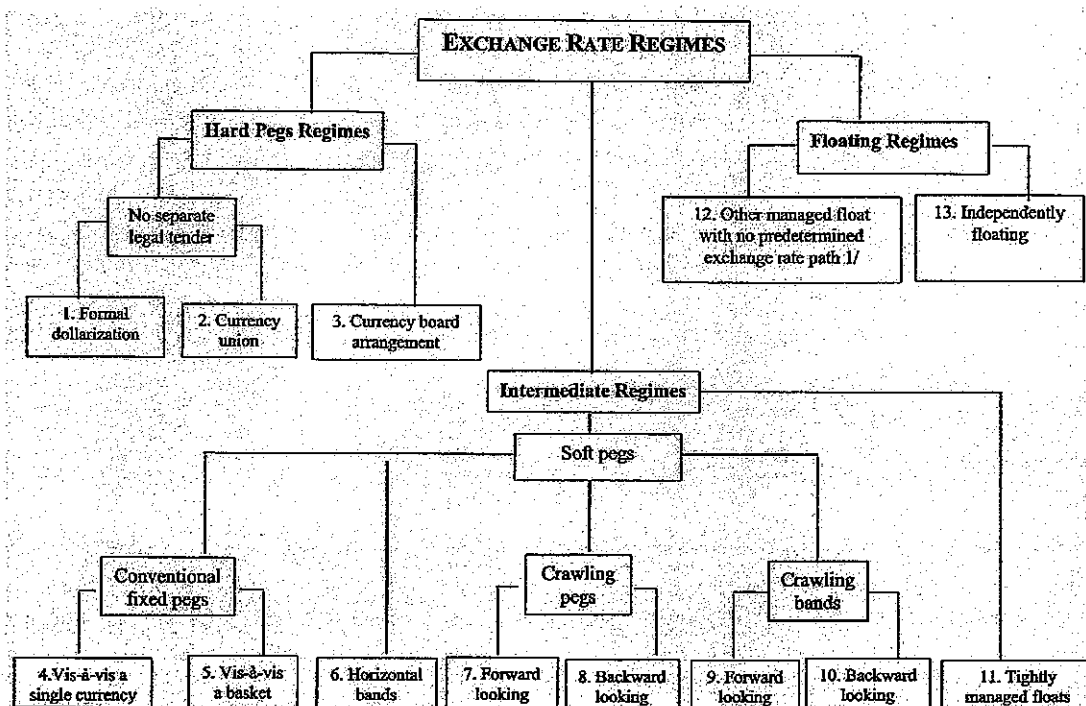 EXCHANGE RATE REGIMES
Hard Pegs Regimes
Floating Regimes
No separate
legal tender
12. Other managed float
with no predetermined
exchange rate path 1/
13. Independently
floating
1. Formal
dollarization
2. Currency
union
3. Currency board
arrangement
Intermediate Regimes
Soft pegs
Conventional
fixed pegs
Crawling
pegs
Crawling
bands
4.Vis-à-vis a
single currency
5. Vis-à-vis
a basket
6. Horizontal
bands
7. Forward
looking
8. Backward
looking
9. Forward
looking
10. Backward
looking
11. Tightly
managed floats